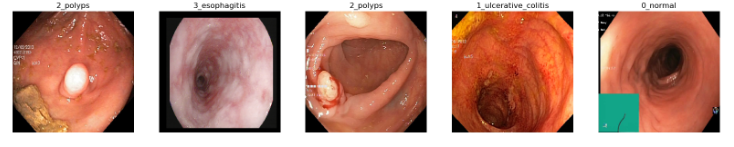 2_polyps
3_esophagitis
2_polyps
1_ulcerative_colitis
0_normal